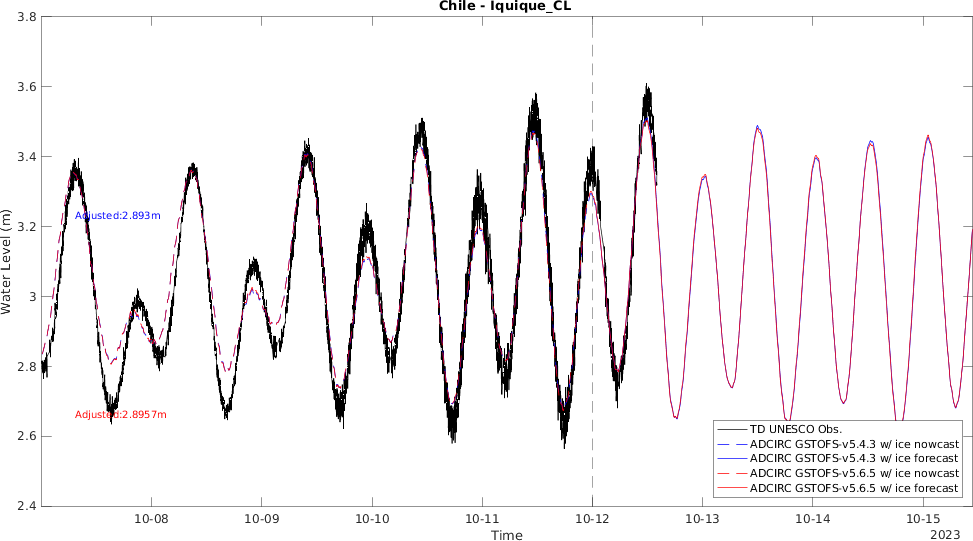 Chile - Iquique_CL
3.8
3.6
3.4
3.2
3
2.8
2.6
2.4
Water Level (m)
Adjusted:2.893m
Adjusted:2.8957m
TD UNESCO Obs.
ADCIRC GSTOFS-v5.4.3 w/ ice nowcast
ADCIRC GSTOFS-v5.4.3 w/ ice forecast
ADCIRC GSTOFS-v5.6.5 w/ ice nowcast
ADCIRC GSTOFS-v5.6.5 w/ ice forecast
10-08 10-09 10-10 10-11 10-12 10-13 10-14 10-15
Time
2023